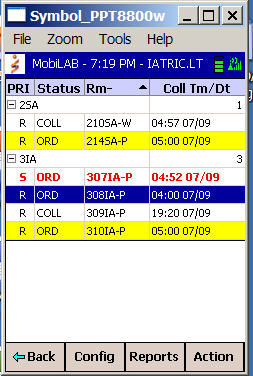 Symbol_PPT8800w
File Zoom Tools Help
MobiLAB - 7:19 PM - IATRIC.LT
PRI Status Rm- Coll Tm/Dt
2SA 1
R COLL 210SA-W 04:57 07/09
R ORD 214SA-P 05:00 07/09
3IA 3
S ORD 307IA-P 04:52 07/09
R ORD 308IA-P 04:00 07/09
R COLL 309IA-P 19:20 07/09
R ORD 310IA-P 05:00 07/09
Back Config Reports Action